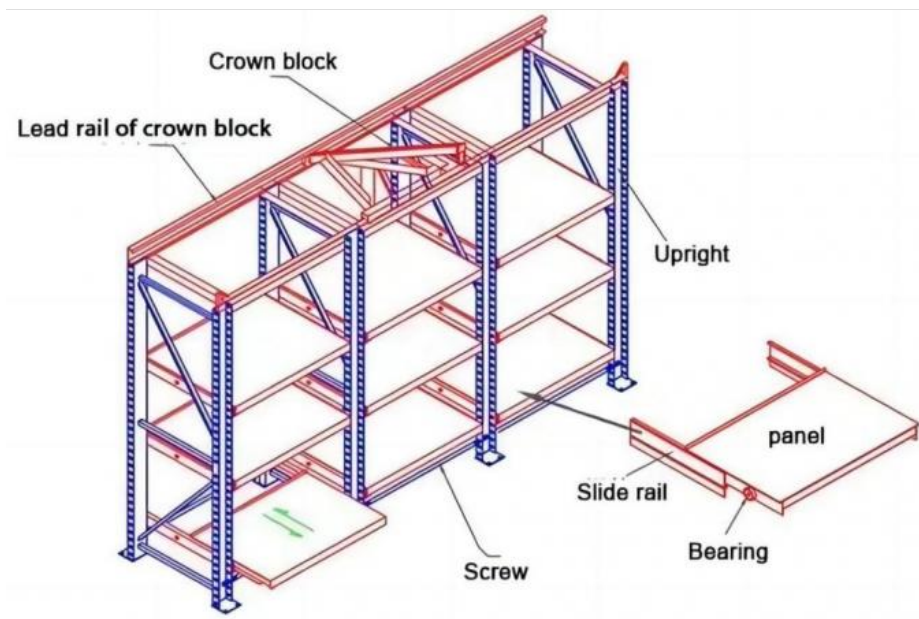 Crown block
Lead rail of crown block
Upright
panel
Slide rail
Bearing
Screw